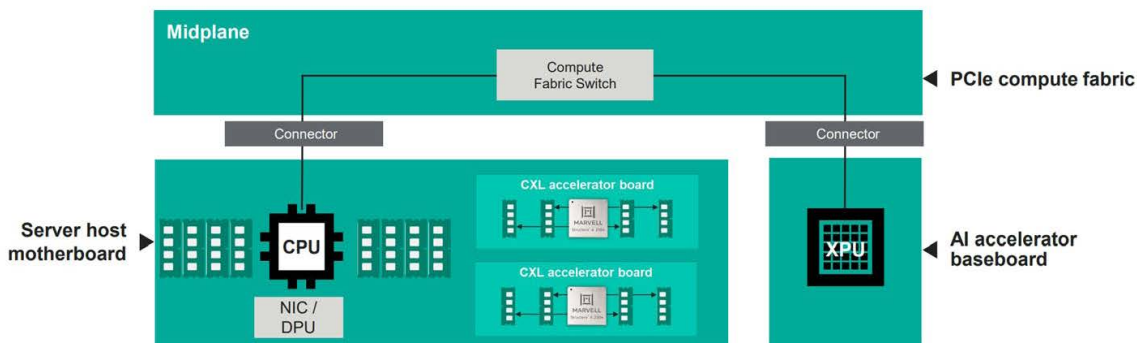 Midplane
Compute
Fabric Switch
PCIe compute fabric
Connector
Connector
Server host
motherboard
CPU
NIC /
DPU
CXL accelerator board
MARVELL
CXL accelerator board
MARVELL
XPU
AI accelerator
baseboard